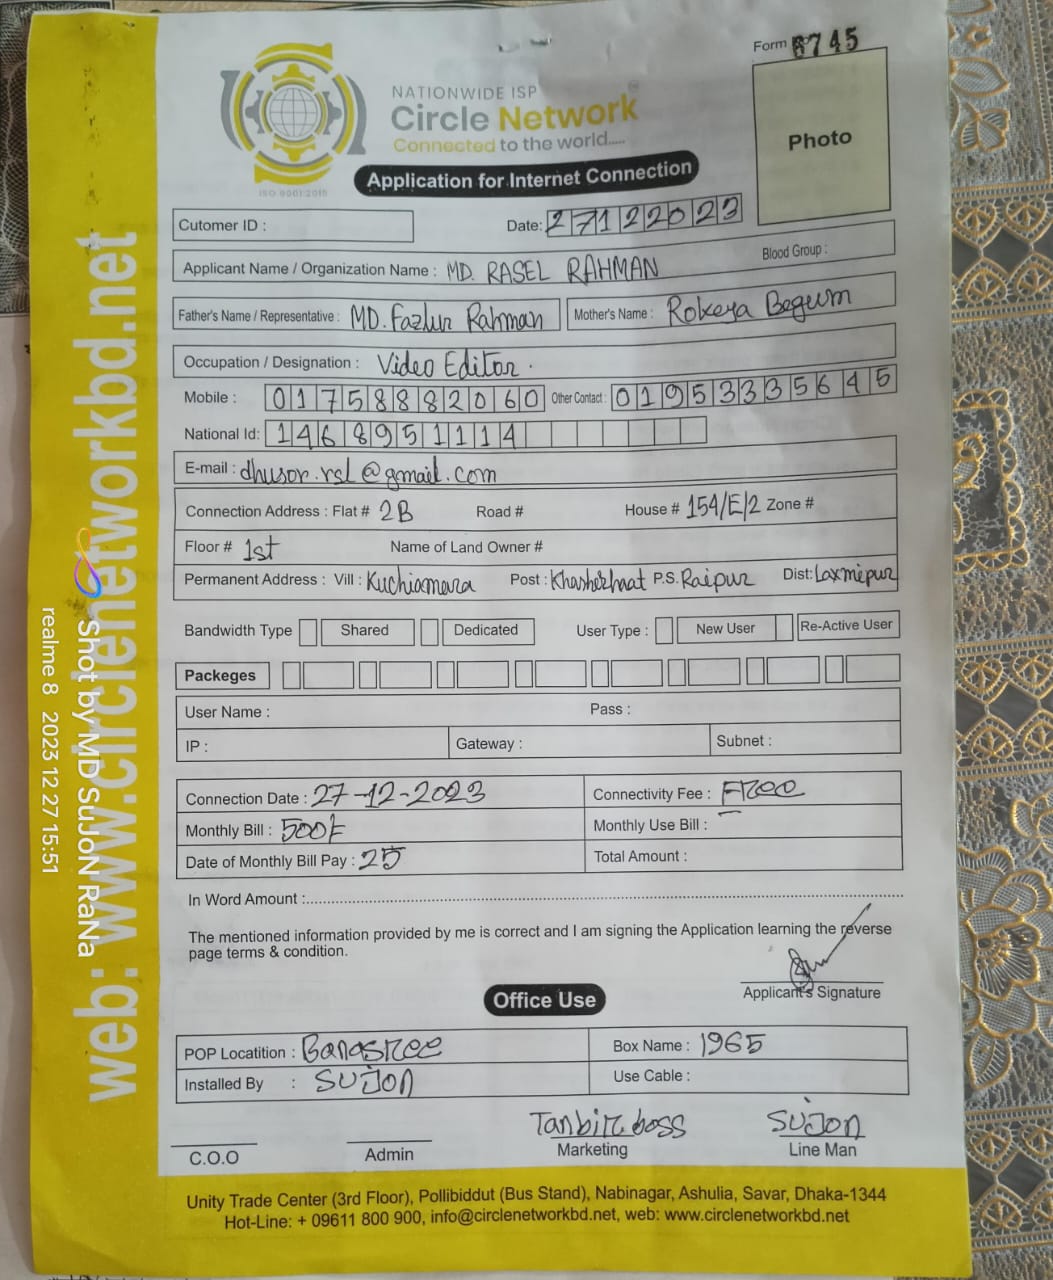 Form 6745
NATIONWIDE ISP
Circle Network
Connected to the world.....
ISO 9001:2015
Photo
Application for Internet Connection
Cutomer ID :
Date: 27122023
Blood Group :
Applicant Name / Organization Name : MD. RASEL RAHMAN
Father's Name / Representative : MD. Fazlur Rahman Mother's Name : Rokeya Begum
Occupation / Designation : Video Editor.
Mobile : 01758882060 Other Contact : 01953335645
National Id: 1468951114
E-mail : dhusor.rsl@gmail.com
Connection Address : Flat # 2B Road # House # 154/E/2 Zone #
Floor # 1st Name of Land Owner #
Permanent Address : Vill : Kuchiamara Post : Khasherhaat P.S. Raipur Dist: Laxmipur
Bandwidth Type Shared Dedicated User Type : New User Re-Active User
Packeges
User Name : Pass :
IP : Gateway : Subnet :
Connection Date : 27-12-2023 Connectivity Fee : Free
Monthly Bill : 500৳ Monthly Use Bill :
Date of Monthly Bill Pay : 25 Total Amount :
In Word Amount :
The mentioned information provided by me is correct and I am signing the Application learning the reverse
page terms & condition.
Applicant's Signature
Office Use
POP Locatition : Banasree Box Name : 1965
Installed By : SUJON Use Cable :
Tanbir boss SUJON
C.O.O Admin Marketing Line Man
Unity Trade Center (3rd Floor), Pollibiddut (Bus Stand), Nabinagar, Ashulia, Savar, Dhaka-1344
Hot-Line: + 09611 800 900, info@circlenetworkbd.net, web: www.circlenetworkbd.net
web: www.circlenetworkbd.net
Shot by MD SuJoN RaNa
realme 8 2023 12 27 15:51